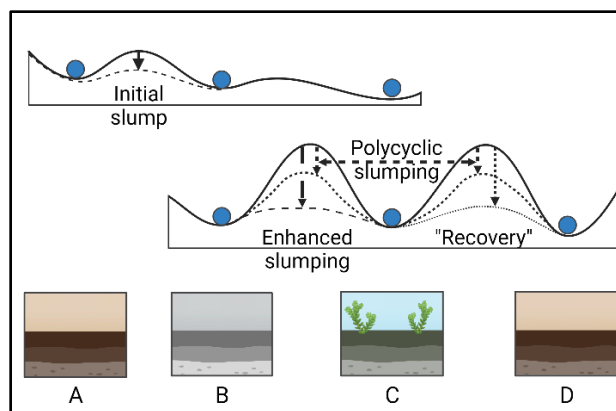 Initial
slump
Polycyclic
slumping
Enhanced
slumping
"Recovery"
A
B
C
D